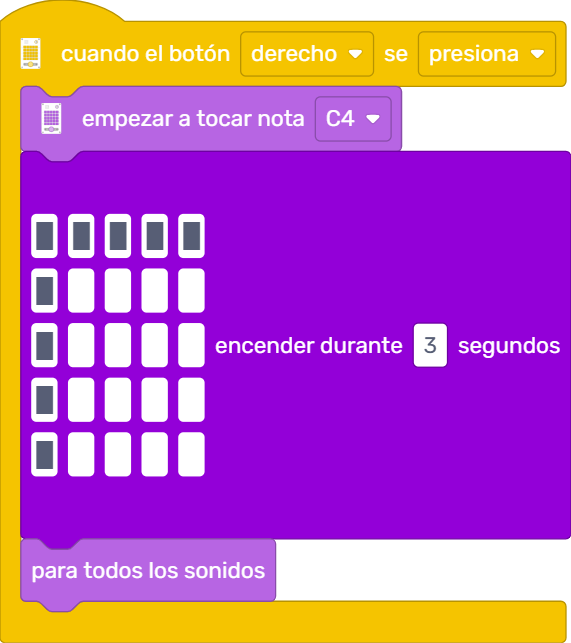 cuando el botón derecho se presiona
empezar a tocar nota C4
encender durante 3 segundos
para todos los sonidos